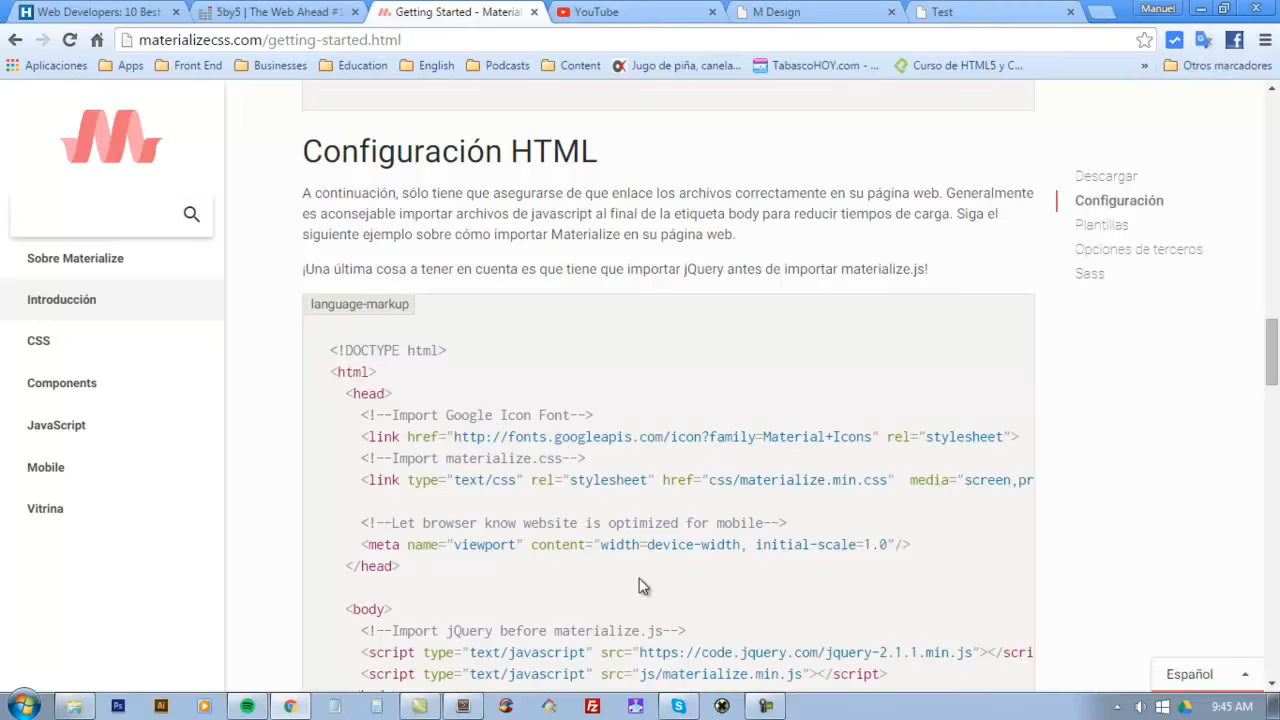 Web Developers: 10 Best
5by5 | The Web Ahead #1
Getting Started - Material
YouTube
M Design
Test
Manuel
materializecss.com/getting-started.html
Aplicaciones
Apps
Front End
Businesses
Education
English
Podcasts
Content
Jugo de piña, canela...
TabascoHOY.com - ...
Curso de HTML5 y C...
»
Otros marcadores
Sobre Materialize
Introducción
CSS
Components
JavaScript
Mobile
Vitrina
Configuración HTML
A continuación, sólo tiene que asegurarse de que enlace los archivos correctamente en su página web. Generalmente
es aconsejable importar archivos de javascript al final de la etiqueta body para reducir tiempos de carga. Siga el
siguiente ejemplo sobre cómo importar Materialize en su página web.
¡Una última cosa a tener en cuenta es que tiene que importar jQuery antes de importar materialize.js!
language-markup
<!DOCTYPE html>
<html>
<head>
<!--Import Google Icon Font-->
<link href="http://fonts.googleapis.com/icon?family=Material+Icons" rel="stylesheet">
<!--Import materialize.css-->
<link type="text/css" rel="stylesheet" href="css/materialize.min.css"  media="screen,pr
<!--Let browser know website is optimized for mobile-->
<meta name="viewport" content="width=device-width, initial-scale=1.0"/>
</head>
<body>
<!--Import jQuery before materialize.js-->
<script type="text/javascript" src="https://code.jquery.com/jquery-2.1.1.min.js"></scri
<script type="text/javascript" src="js/materialize.min.js"></script>
Descargar
Configuración
Plantillas
Opciones de terceros
Sass
Español
Ps
Ai
9:45 AM